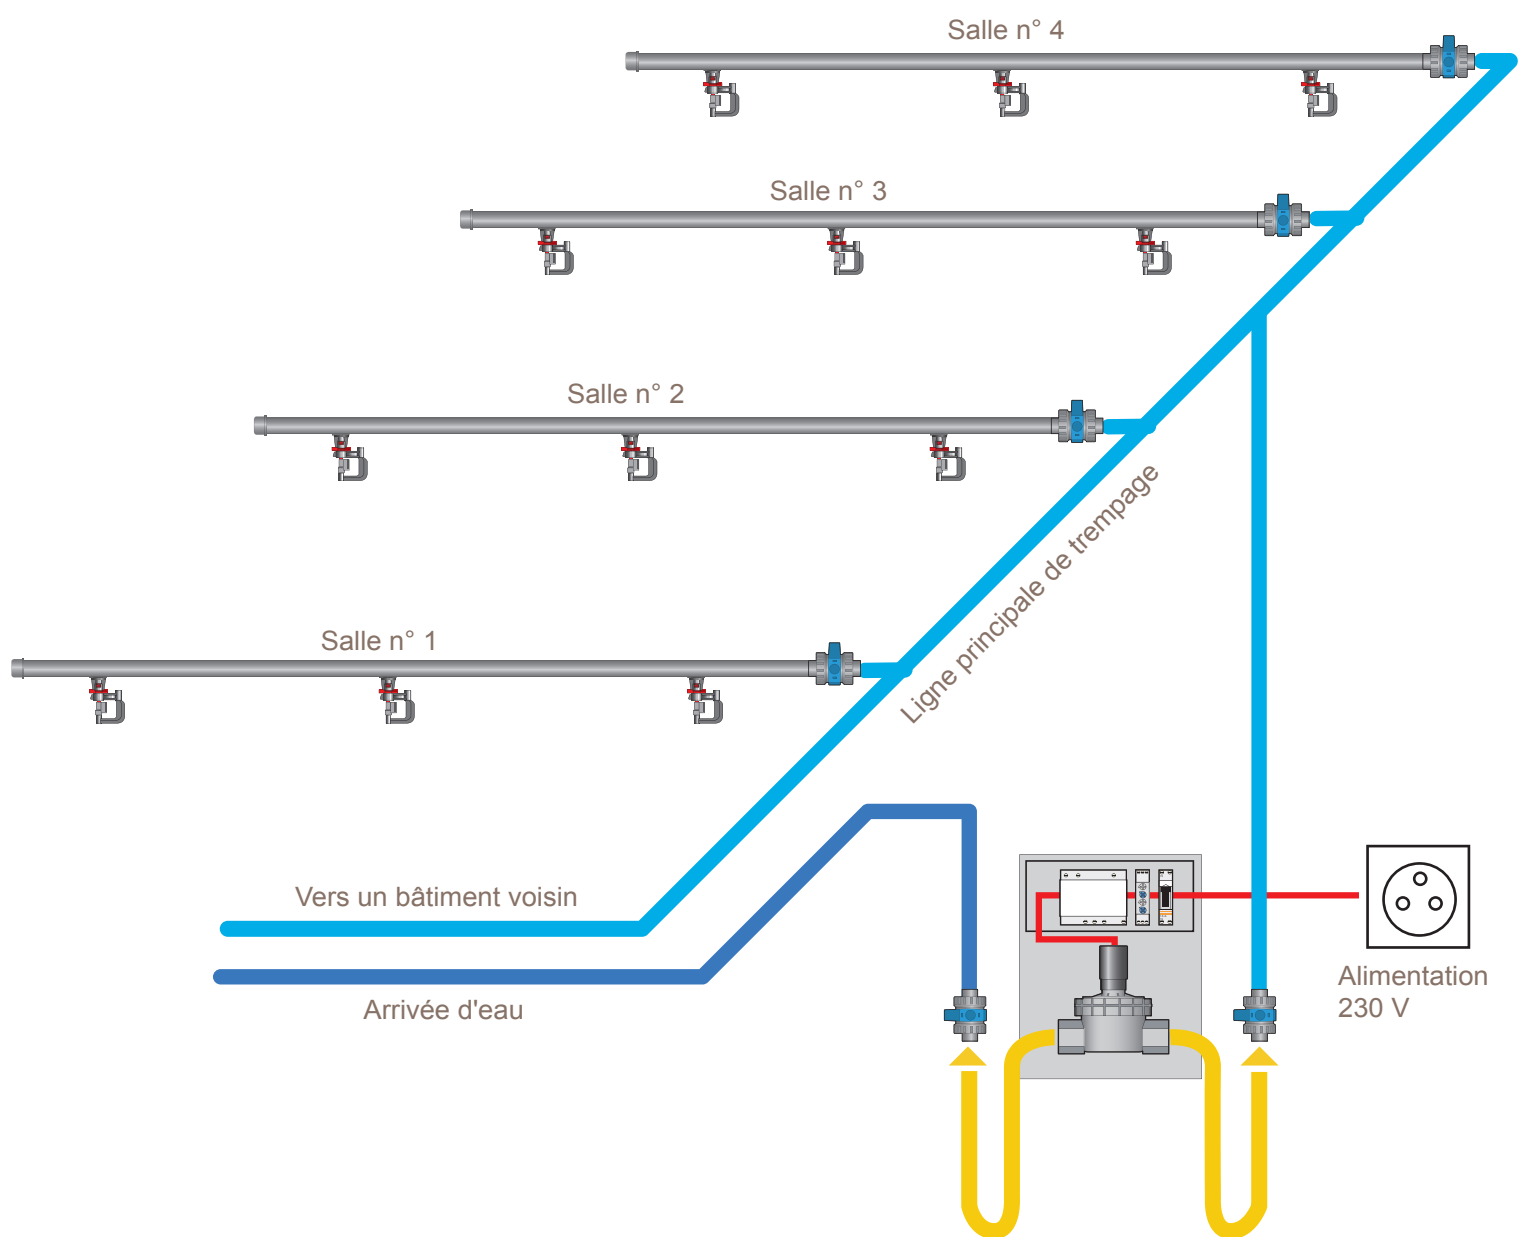 Salle n° 4
Salle n° 3
Salle n° 2
Ligne principale de trempage
Salle n° 1
Vers un bâtiment voisin
Arrivée d'eau
Alimentation
230 V